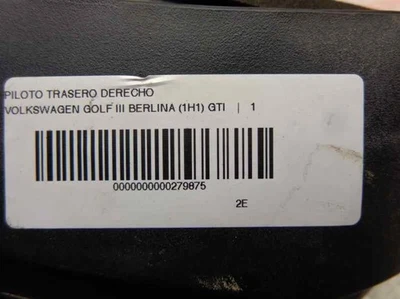 PILOTO TRASERO DERECHO
VOLKSWAGEN GOLF III BERLINA (1H1) GTI | 1
0000000000279875
2E